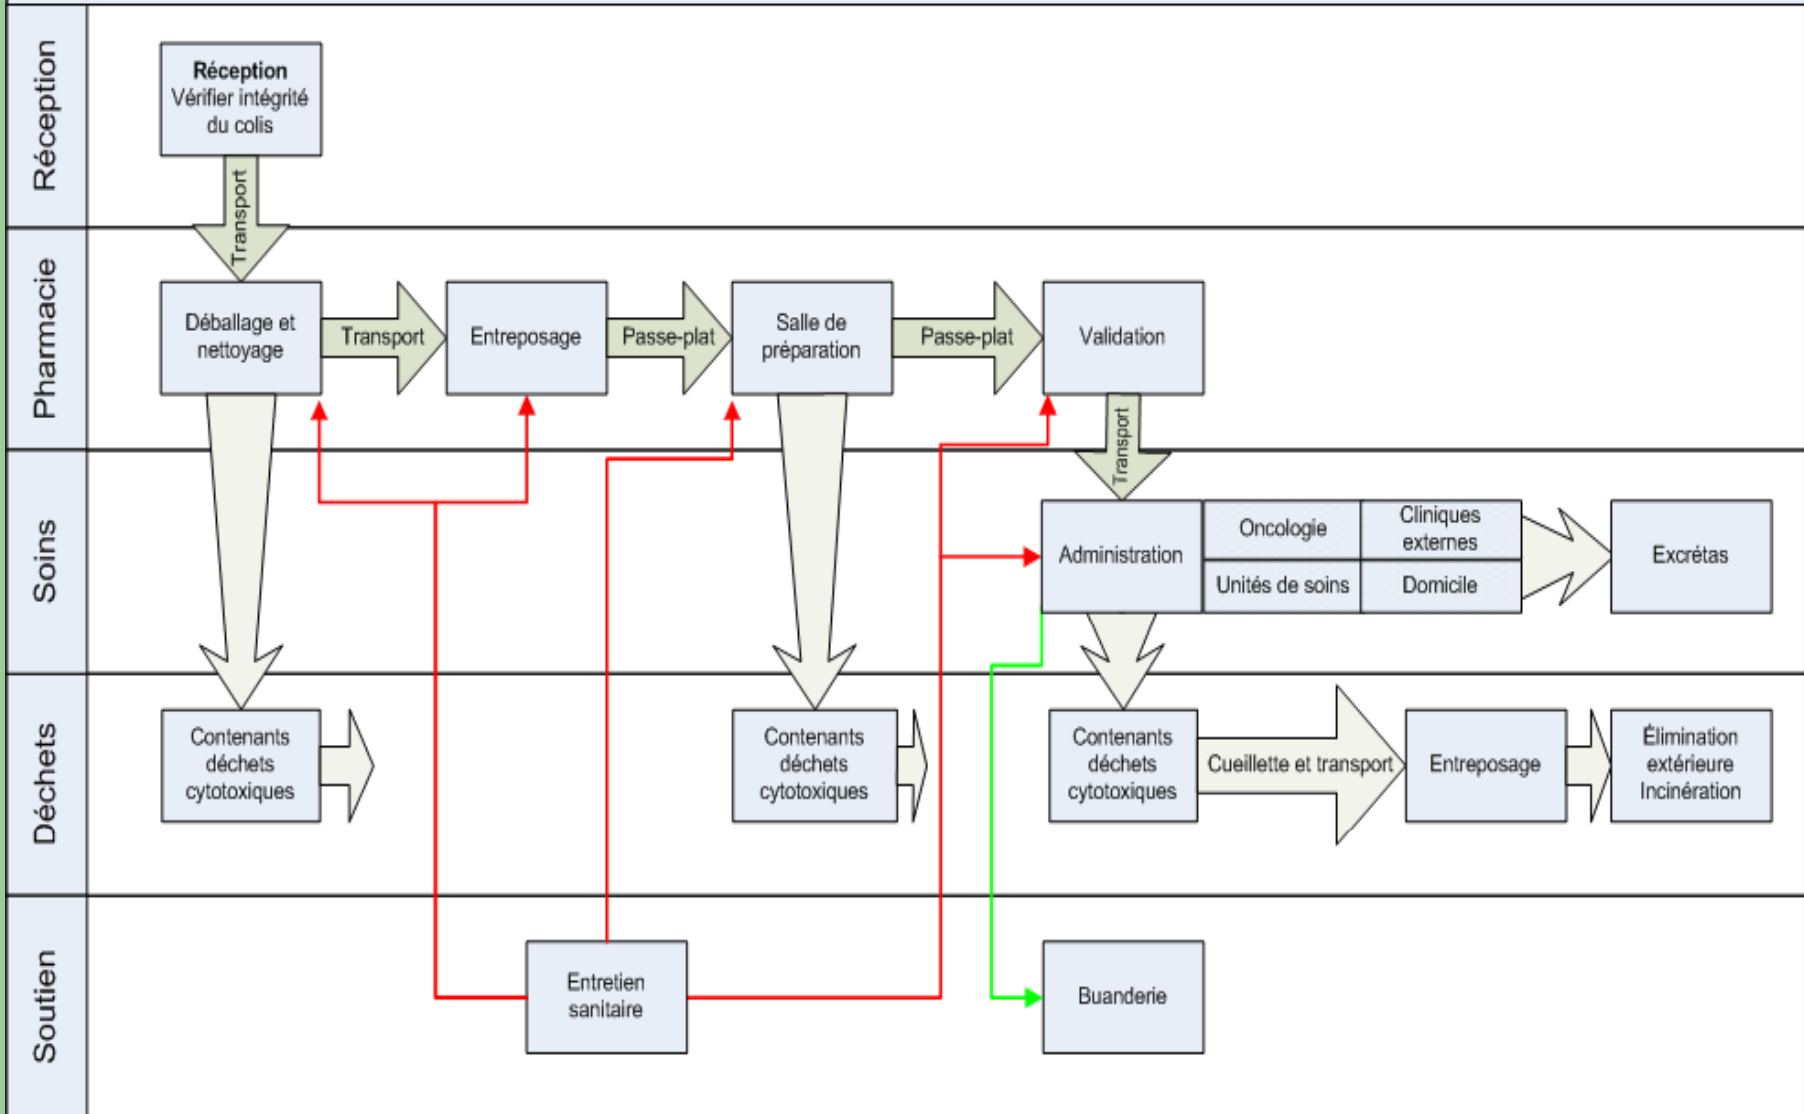 Réception
Réception
Vérifier intégrité
du colis
Transport
Pharmacie
Déballage et
nettoyage
Transport
Entreposage
Passe-plat
Salle de
préparation
Passe-plat
Validation
Transport
Soins
Administration
Oncologie
Cliniques
externes
Unités de soins
Domicile
Excrétas
Déchets
Contenants
déchets
cytotoxiques
Contenants
déchets
cytotoxiques
Contenants
déchets
cytotoxiques
Cueillette et transport
Entreposage
Élimination
extérieure
Incinération
Soutien
Entretien
sanitaire
Buanderie